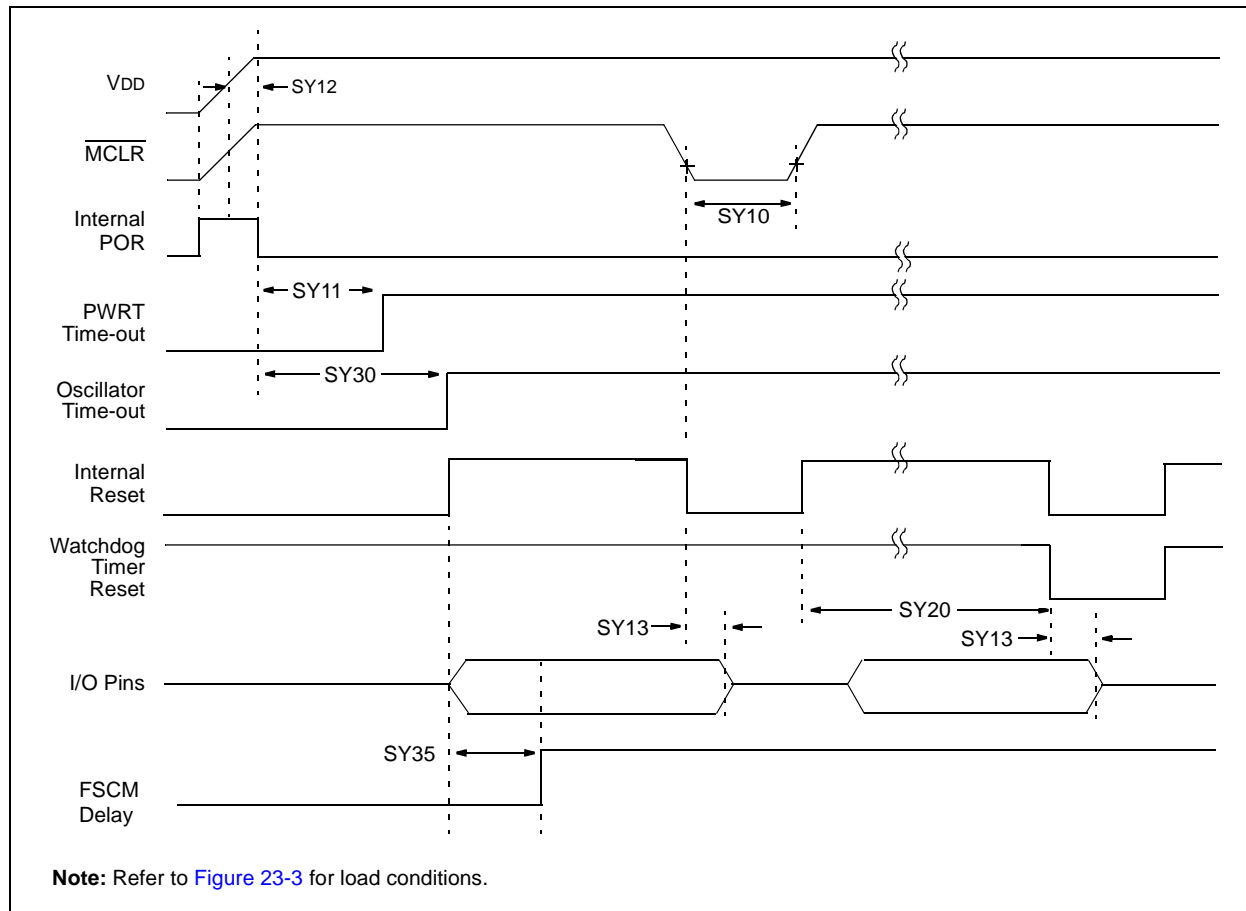 VDD
SY12
MCLR
SY10
Internal
POR
SY11
PWRT
Time-out
SY30
Oscillator
Time-out
Internal
Reset
Watchdog
Timer
Reset
SY20
SY13
SY13
I/O Pins
SY35
FSCM
Delay
Note: Refer to Figure 23-3 for load conditions.